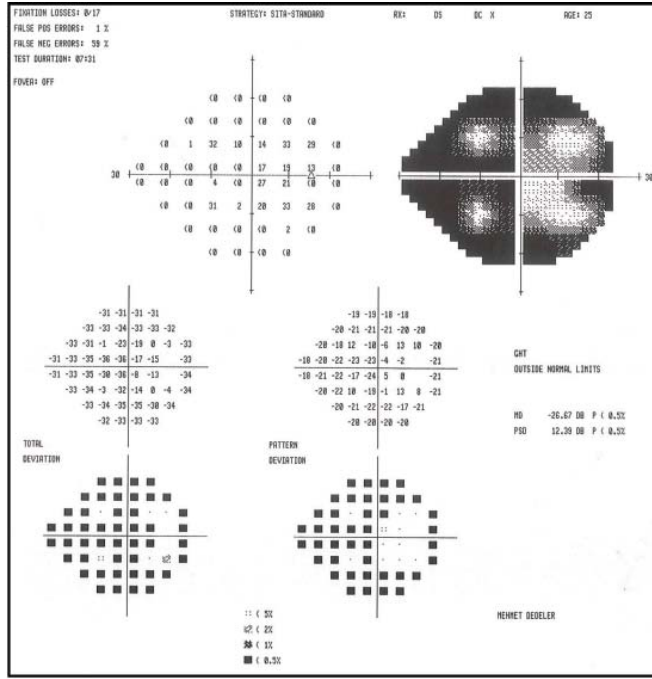 FIXATION LOSSES: 0/17 STRATEGY: SITA-STANDARD RX: DS DC X AGE: 25
FALSE POS ERRORS: 1 %
FALSE NEG ERRORS: 59 %
TEST DURATION: 07:31
FOVEA: OFF
(0 (0 (0 (0
(0 (0 (0 (0 (0 (0
(0 1 32 10 14 33 29 (0
30 (0 (0 (0 (0 (0 17 19 13 (0 30
(0 (0 (0 4 (0 27 21 (0 (0
(0 31 2 20 33 28 (0
(0 (0 (0 (0 2 (0
(0 (0 (0 (0
-31 -31 -31 -31
-33 -33 -34 -33 -33 -32
-33 -31 -1 -23 -19 0 -3 -33
-31 -33 -35 -36 -36 -17 -15 -33
-31 -33 -35 -30 -36 -8 -13 -34
-33 -34 -3 -32 -14 0 -4 -34
-33 -34 -35 -35 -30 -34
-32 -33 -33 -33
TOTAL
DEVIATION
-19 -19 -18 -18
-20 -21 -21 -21 -20 -20
-20 -18 12 -10 -6 13 10 -20
-18 -20 -22 -23 -23 -4 -2 -21
-18 -21 -22 -17 -24 5 0 -21
-20 -22 10 -19 -1 13 8 -21
-20 -21 -22 -22 -17 -21
-20 -20 -20 -20
PATTERN
DEVIATION
GHT
OUTSIDE NORMAL LIMITS
MD -26.67 DB P < 0.5%
PSD 12.39 DB P < 0.5%
:: < 5%
< 2%
< 1%
■ < 0.5%
MEHMET DEDELER